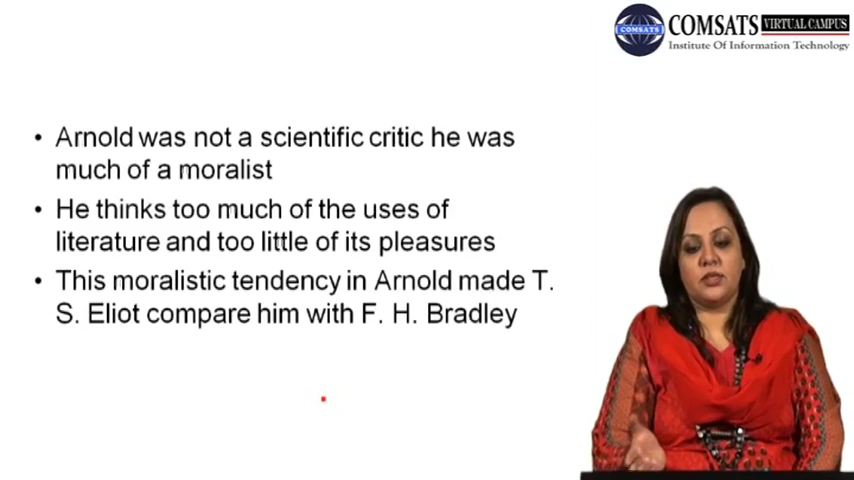 COMSATS VIRTUAL CAMPUS
Institute Of Information Technology
COMSATS
• Arnold was not a scientific critic he was
much of a moralist
• He thinks too much of the uses of
literature and too little of its pleasures
• This moralistic tendency in Arnold made T.
S. Eliot compare him with F. H. Bradley